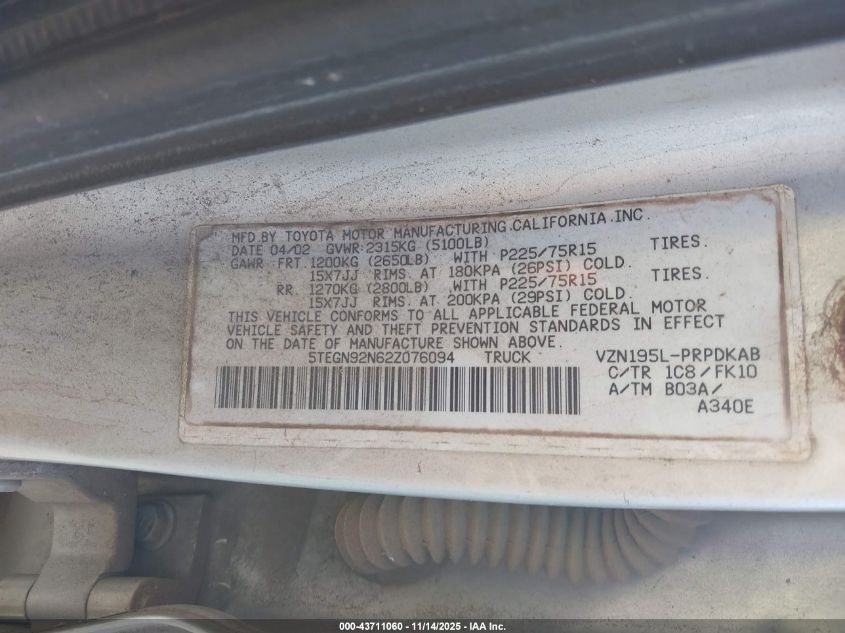 MFD.BY TOYOTA MOTOR MANUFACTURING.CALIFORNIA.INC.
DATE 04/02 GVWR:2315KG (5100LB)
GAWR FRT.1200KG (2650LB) WITH P225/75R15 TIRES.
15X7JJ RIMS. AT 180KPA (26PSI) COLD.
RR. 1270KG (2800LB) WITH P225/75R15 TIRES.
15X7JJ RIMS. AT 200KPA (29PSI) COLD.
THIS VEHICLE CONFORMS TO ALL APPLICABLE FEDERAL MOTOR
VEHICLE SAFETY AND THEFT PREVENTION STANDARDS IN EFFECT
ON THE DATE OF MANUFACTURE SHOWN ABOVE.
5TEGN92N62Z076094 TRUCK VZN195L-PRPDKAB
C/TR 1C8/FK10
A/TM B03A/
A340E
000-43711060 - 11/14/2025 - IAA Inc.